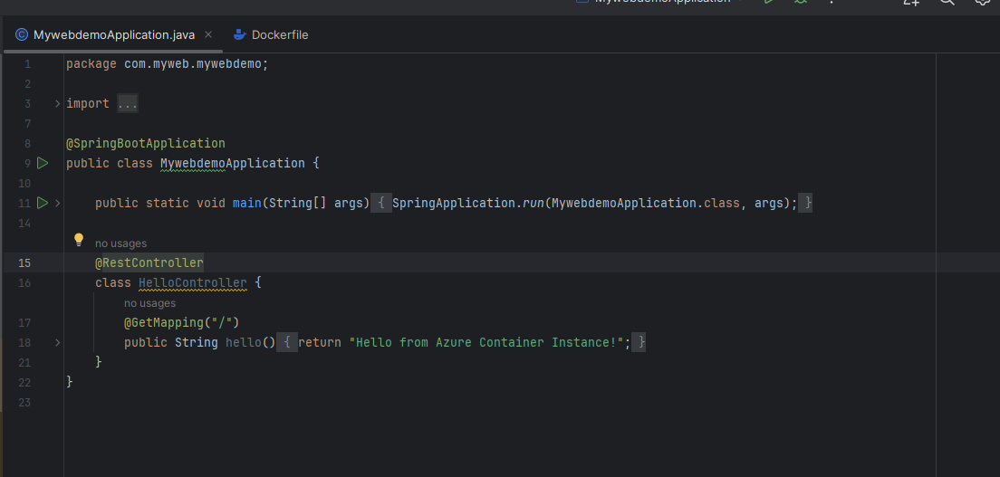 MywebdemoApplication
MywebdemoApplication.java Dockerfile
1 package com.myweb.mywebdemo;
2
3 import ...
7
8 @SpringBootApplication
9 public class MywebdemoApplication {
10
11 public static void main(String[] args) { SpringApplication.run(MywebdemoApplication.class, args); }
14
no usages
15 @RestController
16 class HelloController {
no usages
17 @GetMapping("/")
18 public String hello() { return "Hello from Azure Container Instance!"; }
21 }
22 }
23